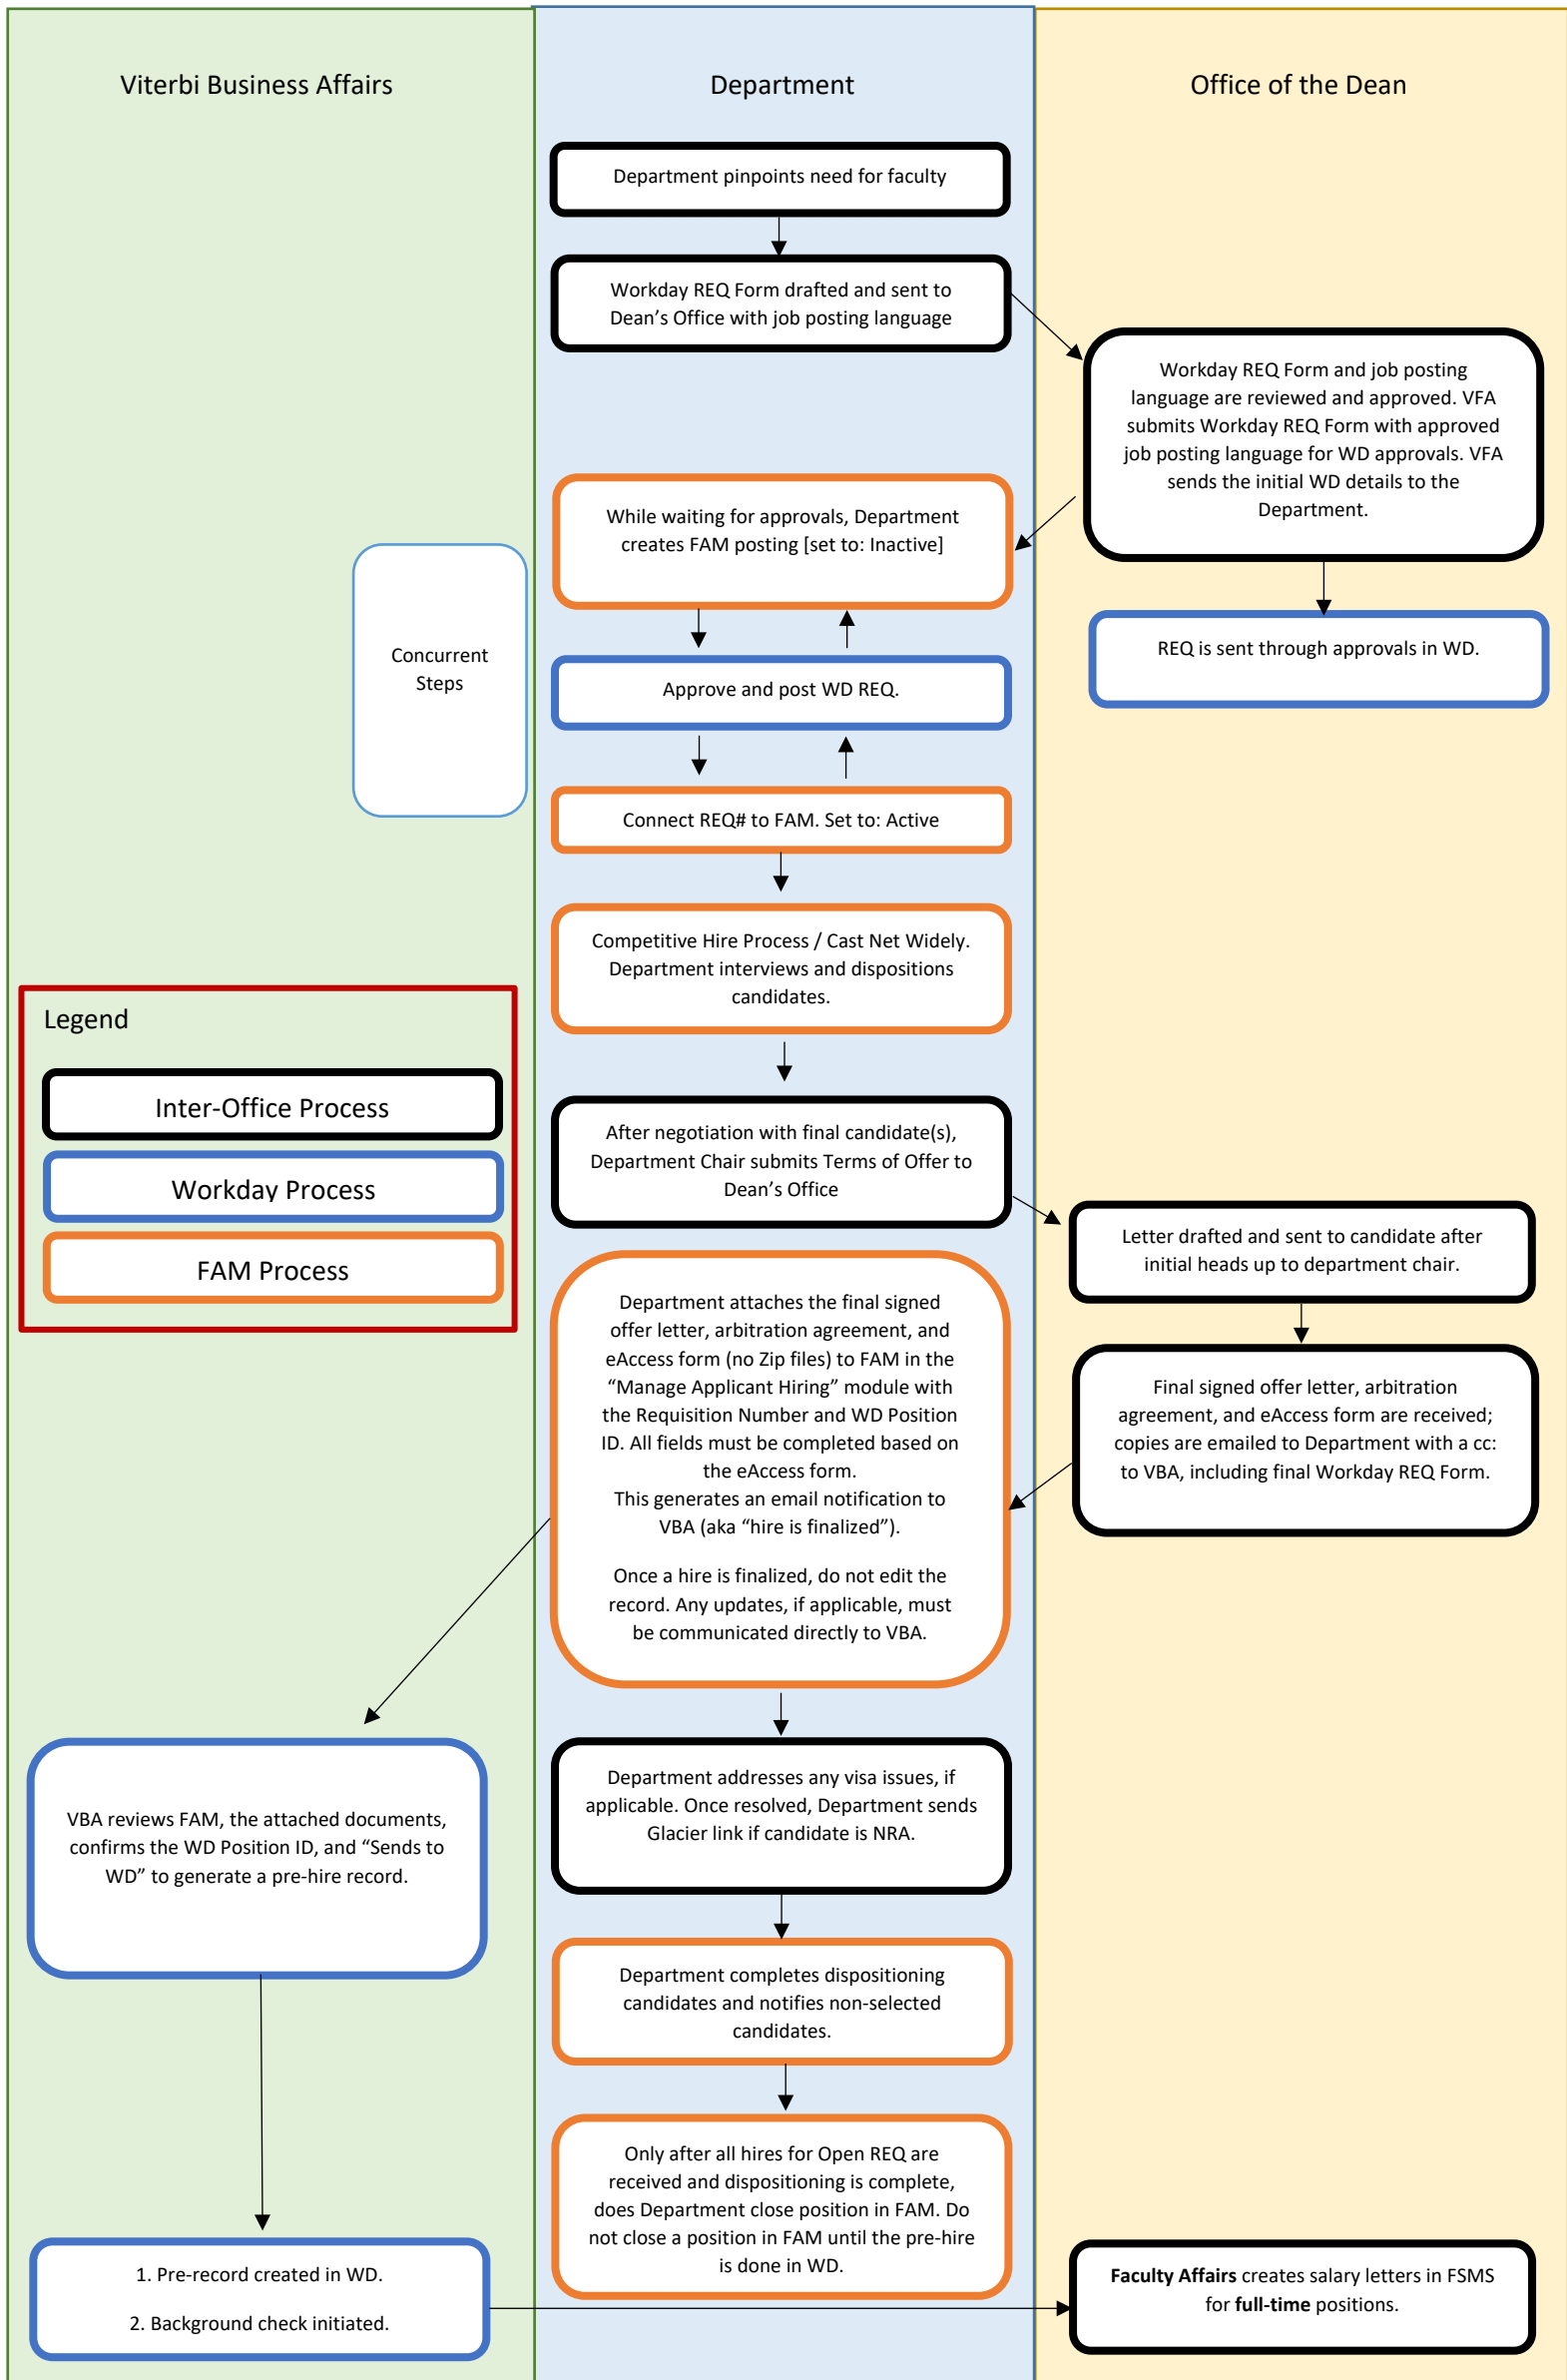 Viterbi Business Affairs
Department
Office of the Dean
Department pinpoints need for faculty
Workday REQ Form drafted and sent to
Dean’s Office with job posting language
Workday REQ Form and job posting
language are reviewed and approved. VFA
submits Workday REQ Form with approved
job posting language for WD approvals. VFA
sends the initial WD details to the
Department.
While waiting for approvals, Department
creates FAM posting [set to: Inactive]
REQ is sent through approvals in WD.
Concurrent
Steps
Approve and post WD REQ.
Connect REQ# to FAM. Set to: Active
Competitive Hire Process / Cast Net Widely.
Department interviews and dispositions
candidates.
Legend
Inter-Office Process
Workday Process
FAM Process
After negotiation with final candidate(s),
Department Chair submits Terms of Offer to
Dean’s Office
Letter drafted and sent to candidate after
initial heads up to department chair.
Final signed offer letter, arbitration
agreement, and eAccess form are received;
copies are emailed to Department with a cc:
to VBA, including final Workday REQ Form.
Department attaches the final signed
offer letter, arbitration agreement, and
eAccess form (no Zip files) to FAM in the
“Manage Applicant Hiring” module with
the Requisition Number and WD Position
ID. All fields must be completed based on
the eAccess form.
This generates an email notification to
VBA (aka “hire is finalized”).
Once a hire is finalized, do not edit the
record. Any updates, if applicable, must
be communicated directly to VBA.
VBA reviews FAM, the attached documents,
confirms the WD Position ID, and “Sends to
WD” to generate a pre-hire record.
Department addresses any visa issues, if
applicable. Once resolved, Department sends
Glacier link if candidate is NRA.
Department completes dispositioning
candidates and notifies non-selected
candidates.
Only after all hires for Open REQ are
received and dispositioning is complete,
does Department close position in FAM. Do
not close a position in FAM until the pre-hire
is done in WD.
1. Pre-record created in WD.
2. Background check initiated.
Faculty Affairs creates salary letters in FSMS
for full-time positions.